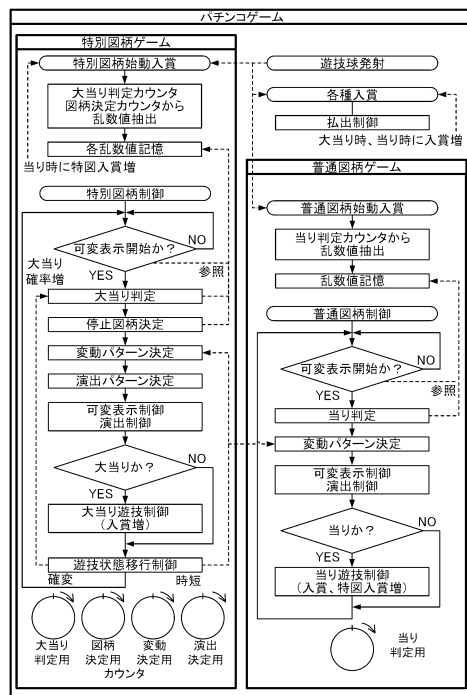 パチンコゲーム
特別図柄ゲーム
特別図柄始動入賞
大当り判定カウンタ
図柄決定カウンタから
乱数値抽出
各乱数値記憶
当り時に特図入賞増
特別図柄制御
可変表示開始か？
NO
YES
参照
大当り
確率増
大当り判定
停止図柄決定
変動パターン決定
演出パターン決定
可変表示制御
演出制御
大当りか？
NO
YES
大当り遊技制御
(入賞増)
遊技状態移行制御
確変
時短
大当り
判定用
図柄
決定用
変動
決定用
演出
決定用
カウンタ
遊技球発射
各種入賞
払出制御
大当り時、当り時に入賞増
普通図柄ゲーム
普通図柄始動入賞
当り判定カウンタから
乱数値抽出
乱数値記憶
普通図柄制御
可変表示開始か？
NO
YES
参照
当り判定
変動パターン決定
可変表示制御
演出制御
当りか？
NO
YES
当り遊技制御
(入賞、特図入賞増)
当り
判定用